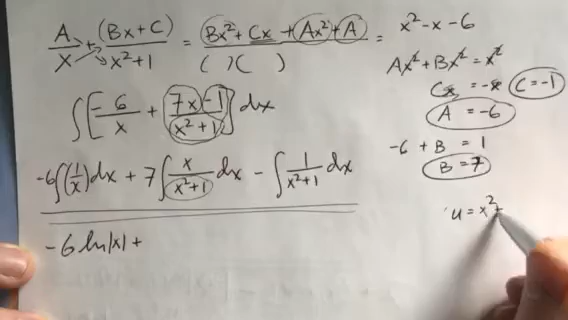 A/x + (Bx+C)/x²+1 = Bx² + Cx + Ax² + A / ( )( ) = x² - x - 6
Ax² + Bx² = x²
Cx = -x C = -1
∫[-6/x + 7x-1/x²+1] dx
A = -6
-6 + B = 1
B = 7
-6∫(1/x)dx + 7∫ x/x²+1 dx - ∫ 1/x²+1 dx
u = x²+
-6 ln|x| +